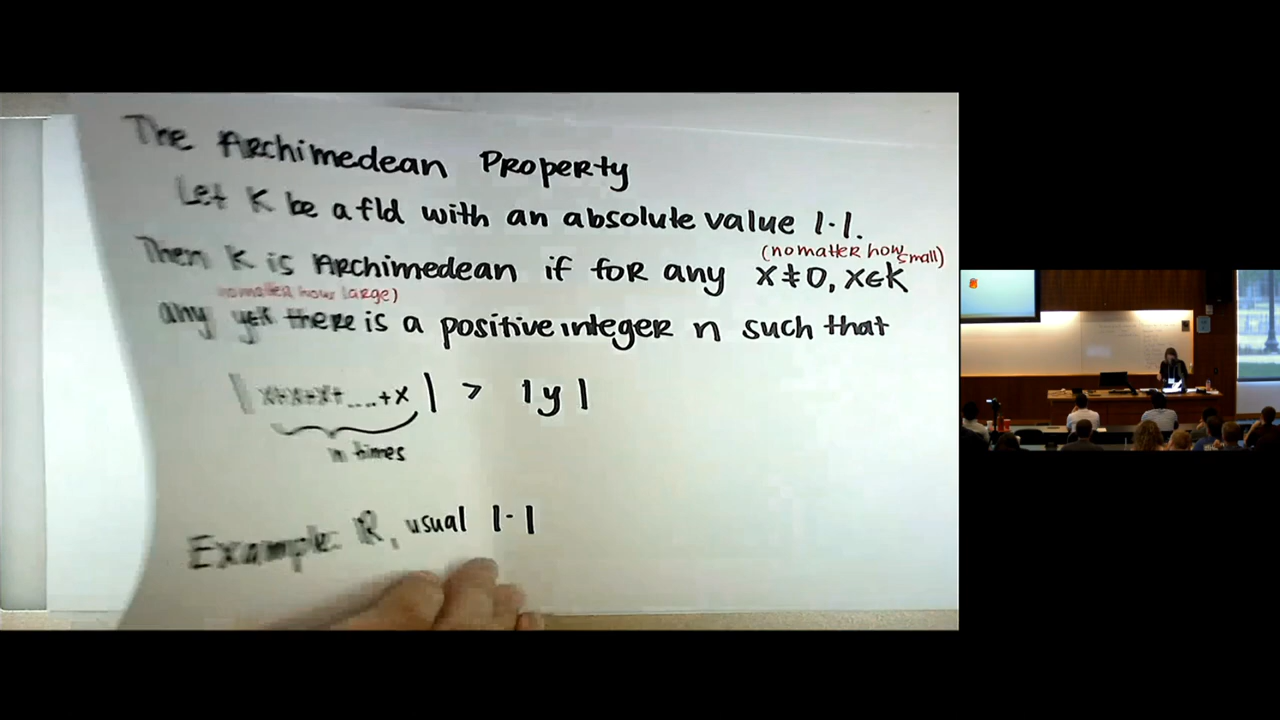 The Archimedean Property
Let K be a fld with an absolute value |·|.
(no matter how small)
Then K is Archimedean if for any x≠0, x∈K
no matter how large)
any y∈K there is a positive integer n such that
| x+x+x+....+x | > |y|
n times
Example: ℝ, usual |·|